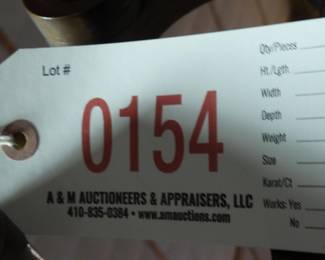 Lot #
0154
A & M AUCTIONEERS & APPRAISERS, LLC
410-835-0384 • www.amauctions.com
Qty/Pieces
Ht./Lgth
Width
Depth
Weight
Size
Karat/Ct
Works: Yes
No